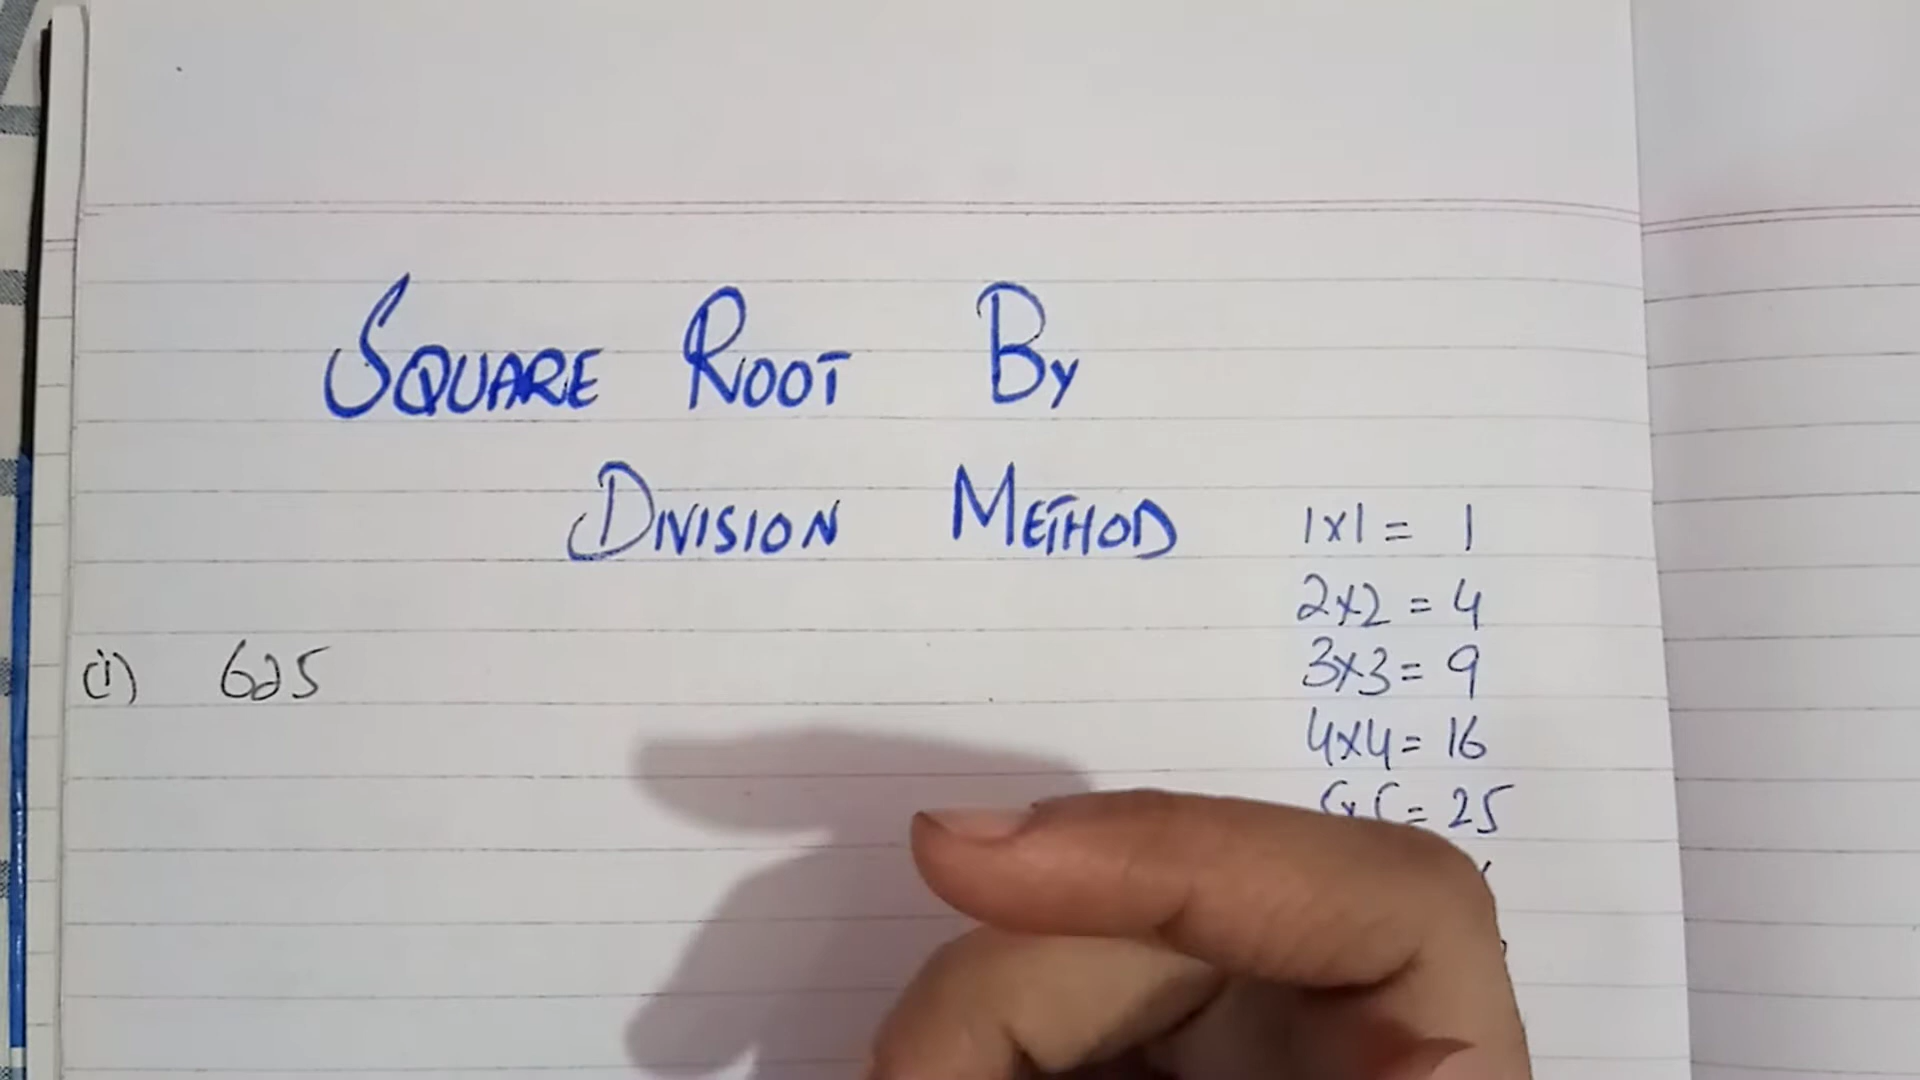 SQUARE ROOT BY
DIVISION METHOD
1x1 = 1
2x2 = 4
3x3 = 9
4x4 = 16
= 25
(i) 625